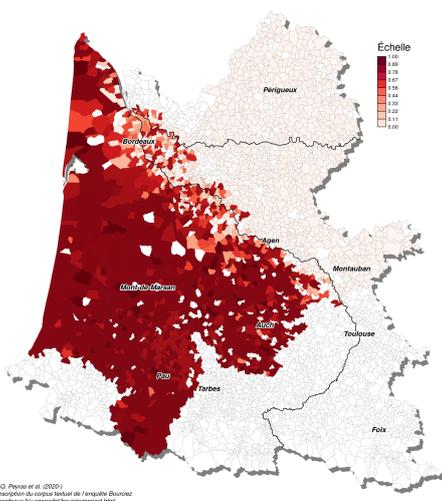 Échelle
1.00
0.89
0.78
0.67
0.56
0.44
0.33
0.22
0.11
0.00
Périgueux
Bordeaux
Agen
Montauban
Mont-de-Marsan
Auch
Toulouse
Pau
Tarbes
Foix
Q. Peyras et al. (2020-)
nscription du corpus textuel de l'enquête Bourciez